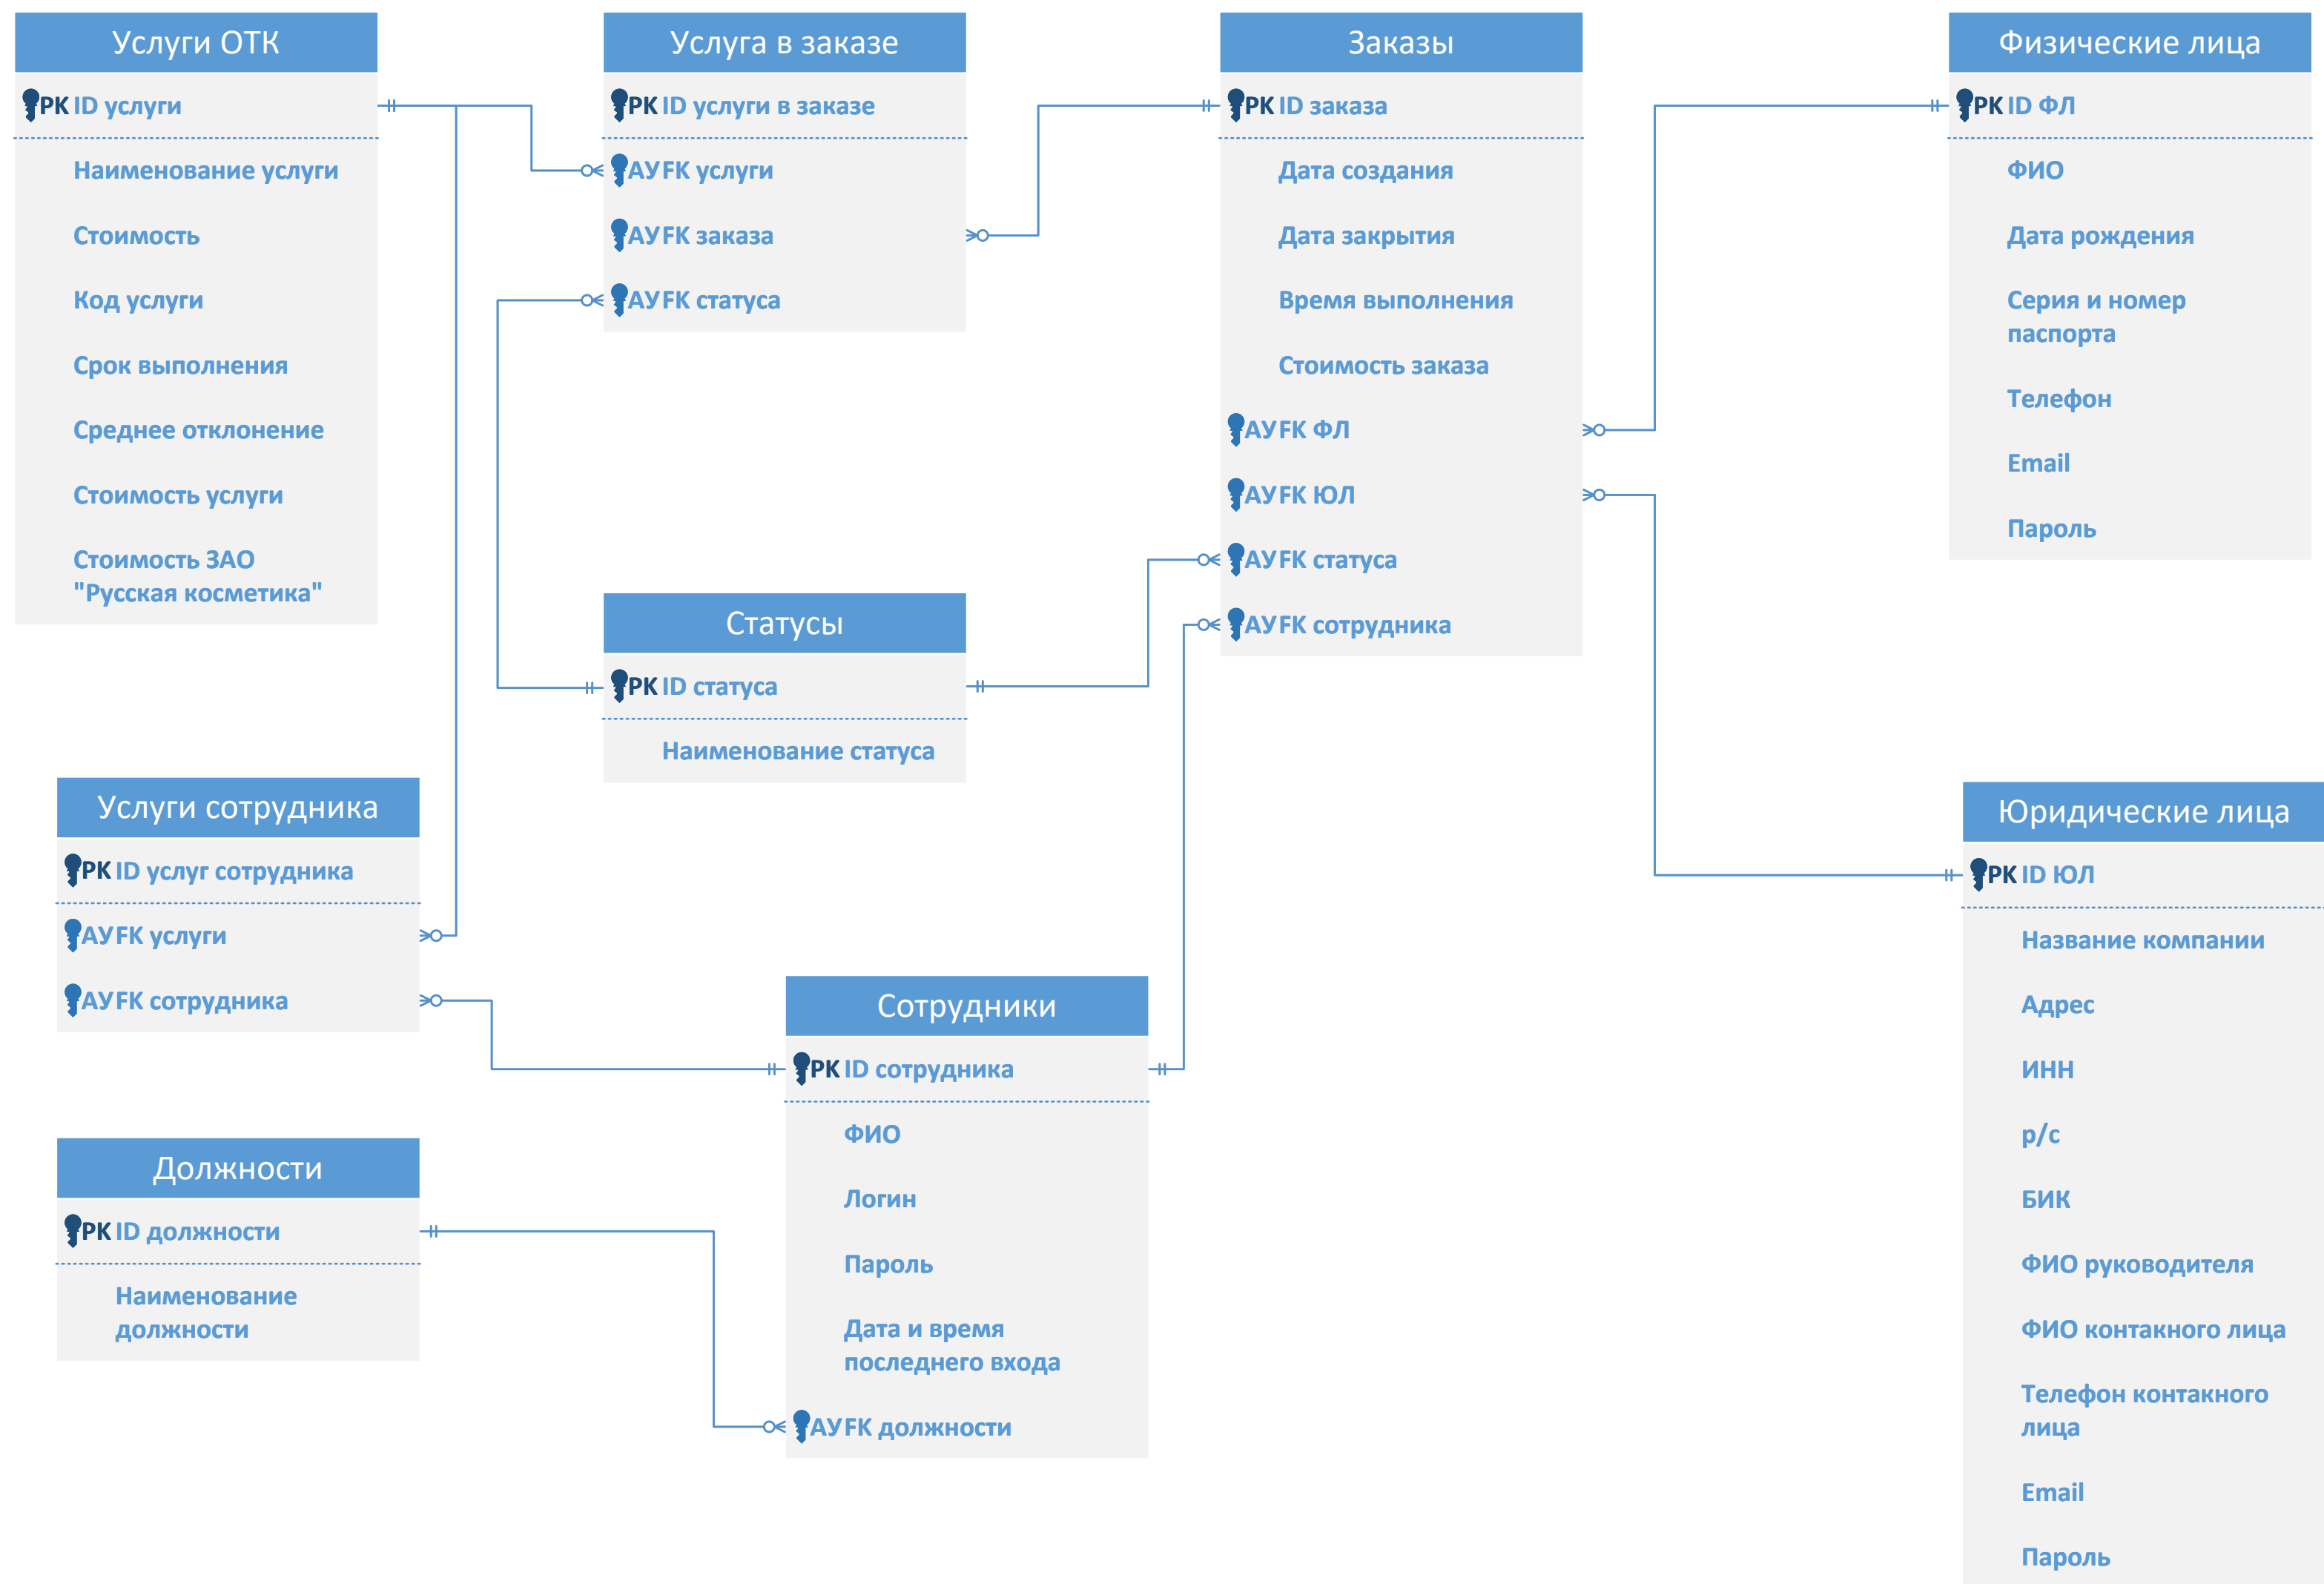 Услуги ОТК
PK ID услуги
Наименование услуги
Стоимость
Код услуги
Срок выполнения
Среднее отклонение
Стоимость услуги
Стоимость ЗАО
"Русская косметика"
Услуга в заказе
PK ID услуги в заказе
АУFK услуги
АУFK заказа
АУFK статуса
Заказы
PK ID заказа
Дата создания
Дата закрытия
Время выполнения
Стоимость заказа
АУFK ФЛ
АУFK ЮЛ
АУFK статуса
АУFK сотрудника
Физические лица
PK ID ФЛ
ФИО
Дата рождения
Серия и номер
паспорта
Телефон
Email
Пароль
Статусы
PK ID статуса
Наименование статуса
Услуги сотрудника
PK ID услуг сотрудника
АУFK услуги
АУFK сотрудника
Юридические лица
PK ID ЮЛ
Название компании
Адрес
ИНН
р/с
БИК
ФИО руководителя
ФИО контакного лица
Телефон контакного
лица
Email
Пароль
Сотрудники
PK ID сотрудника
ФИО
Логин
Пароль
Дата и время
последнего входа
АУFK должности
Должности
PK ID должности
Наименование
должности